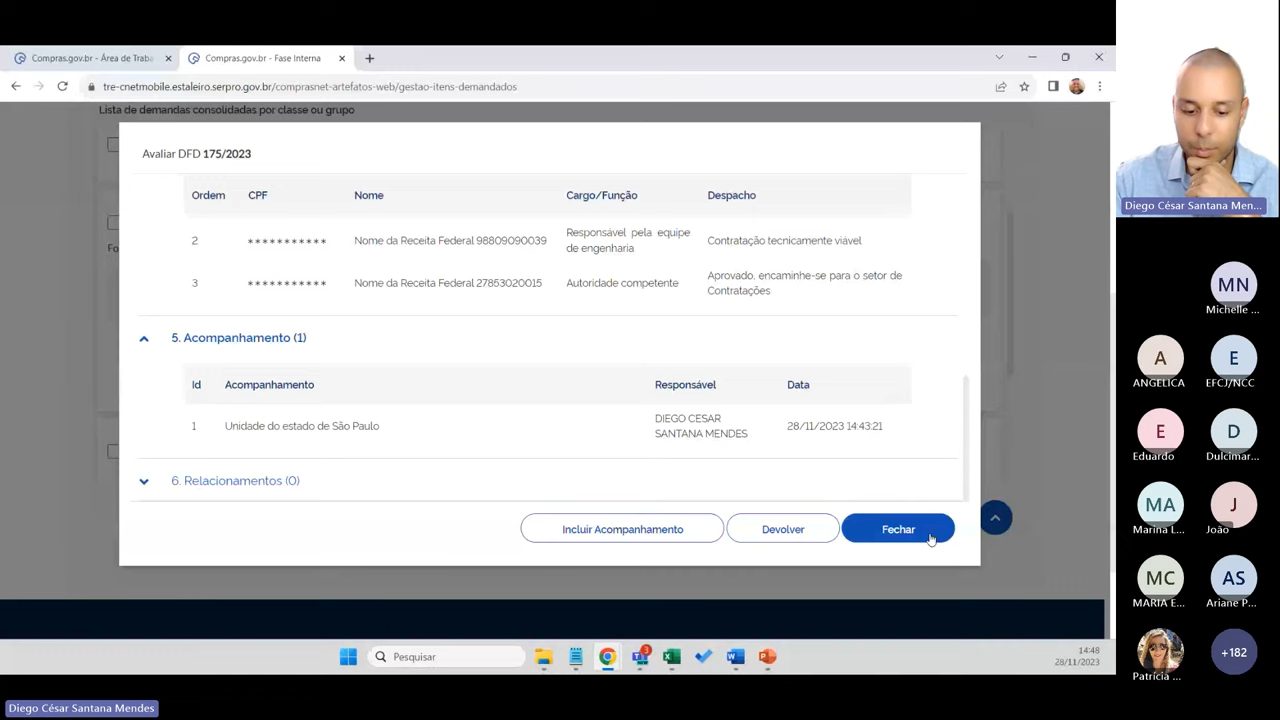 Compras.gov.br - Área de Traba
Compras.gov.br - Fase Interna
tre-cnetmobile.estaleiro.serpro.gov.br/comprasnet-artefatos-web/gestao-itens-demandados
Lista de demandas consolidadas por classe ou grupo
Fo
Avaliar DFD 175/2023
Ordem CPF Nome Cargo/Função Despacho
2 *********** Nome da Receita Federal 98809090039 Responsável pela equipe de engenharia Contratação tecnicamente viável
3 *********** Nome da Receita Federal 27853020015 Autoridade competente Aprovado, encaminhe-se para o setor de Contratações
5. Acompanhamento (1)
Id Acompanhamento Responsável Data
1 Unidade do estado de São Paulo DIEGO CESAR SANTANA MENDES 28/11/2023 14:43:21
6. Relacionamentos (0)
Incluir Acompanhamento Devolver Fechar
Pesquisar
3
14:48
28/11/2023
Diego César Santana Mendes
Diego César Santana Men...
MN
Michelle ...
A E
ANGELICA EFCJ/NCC
E D
Eduardo Dulcimar...
MA J
Marina L... João
MC AS
MARIA E... Ariane P...
+182
Patrícia ...